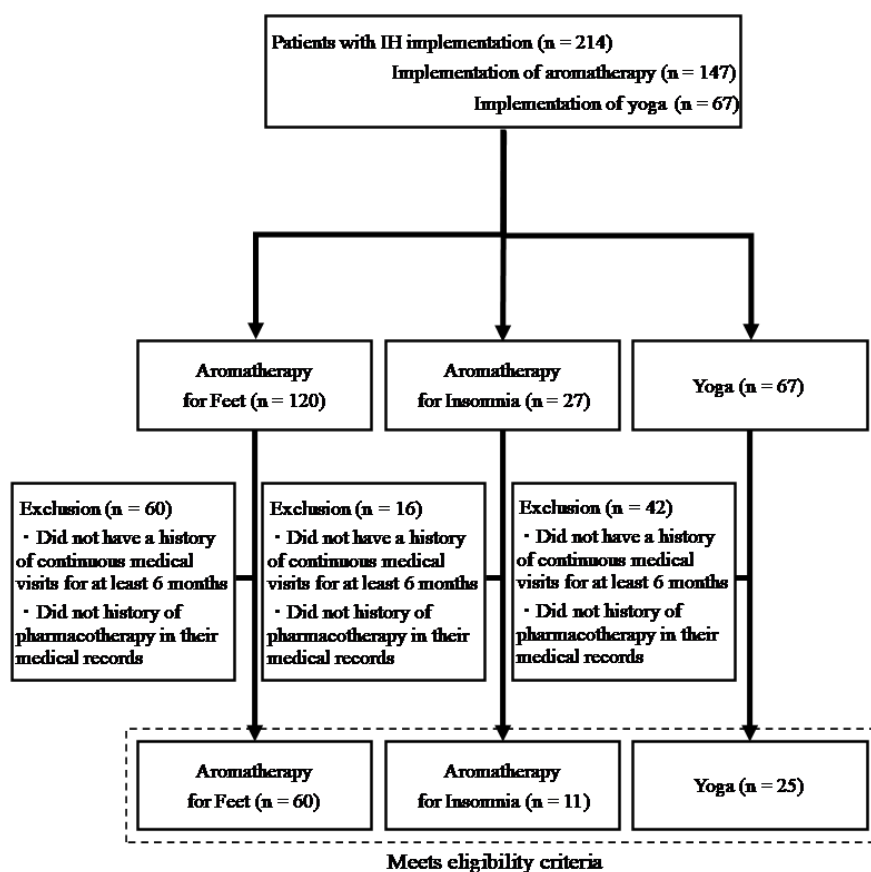 Patients with IH implementation (n = 214)
Implementation of aromatherapy (n = 147)
Implementation of yoga (n = 67)
Aromatherapy
for Feet (n = 120)
Aromatherapy
for Insomnia (n = 27)
Yoga (n = 67)
Exclusion (n = 60)
・Did not have a history
of continuous medical
visits for at least 6 months
・Did not history of
pharmacotherapy in their
medical records
Exclusion (n = 16)
・Did not have a history
of continuous medical
visits for at least 6 months
・Did not history of
pharmacotherapy in their
medical records
Exclusion (n = 42)
・Did not have a history
of continuous medical
visits for at least 6 months
・Did not history of
pharmacotherapy in their
medical records
Aromatherapy
for Feet (n = 60)
Aromatherapy
for Insomnia (n = 11)
Yoga (n = 25)
Meets eligibility criteria